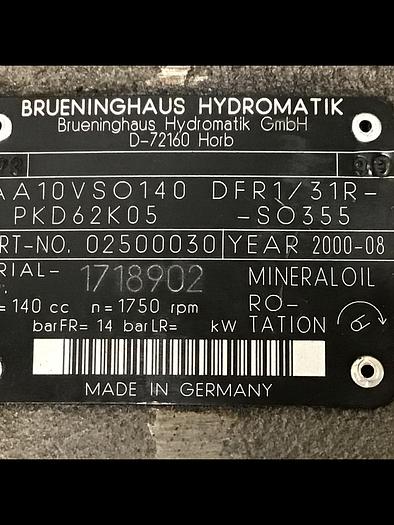 BRUENINGHAUS HYDROMATIK
Brueninghaus Hydromatik GmbH
D-72160 Horb
AA10VSO140 DFR1/31R-
PKD62K05 -SO355
RT-NO. 02500030 YEAR 2000-08
RIAL- 1718902 MINERALOIL
= 140 cc n= 1750 rpm RO-
barFR= 14 barLR= kW TATION
MADE IN GERMANY